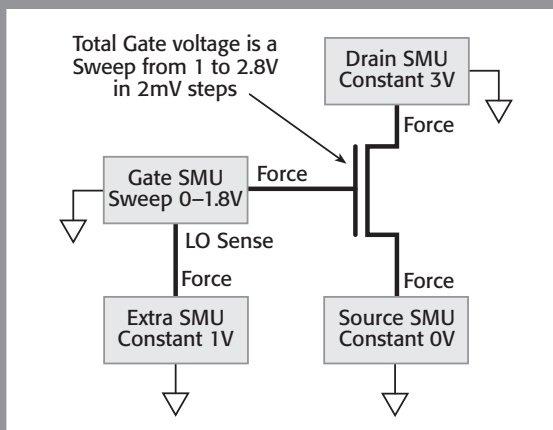 Total Gate voltage is a
Sweep from 1 to 2.8V
in 2mV steps
Drain SMU
Constant 3V
Force
Gate SMU
Sweep 0–1.8V
Force
LO Sense
Force
Extra SMU
Constant 1V
Force
Source SMU
Constant 0V